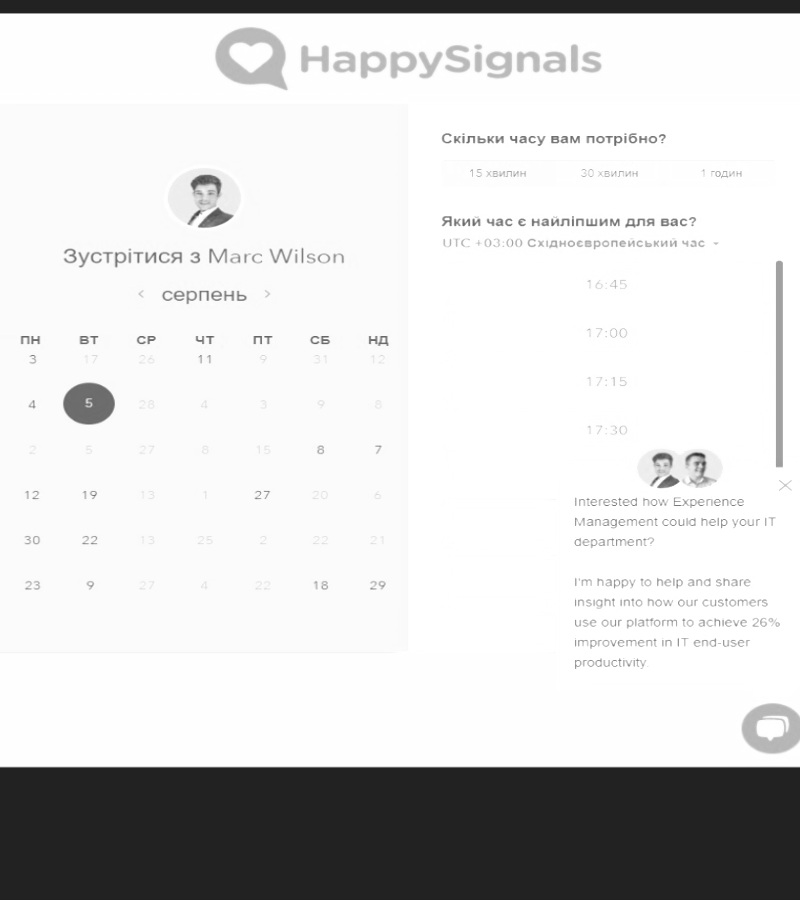 HappySignals
Зустрітися з Marc Wilson
серпень
ПН ВТ СР ЧТ ПТ СБ НД
3 17 26 11 9 31 12
4 5 28 4 3 9 8
2 5 27 8 15 8 7
12 19 13 1 27 20 6
30 22 13 25 2 22 21
23 9 27 4 22 18 29
Скільки часу вам потрібно?
15 хвилин 30 хвилин 1 годин
Який час є найліпшим для вас?
UTC +03:00 Східноєвропейський час
16:45
17:00
17:15
17:30
Interested how Experience
Management could help your IT
department?
I'm happy to help and share
insight into how our customers
use our platform to achieve 26%
improvement in IT end-user
productivity.